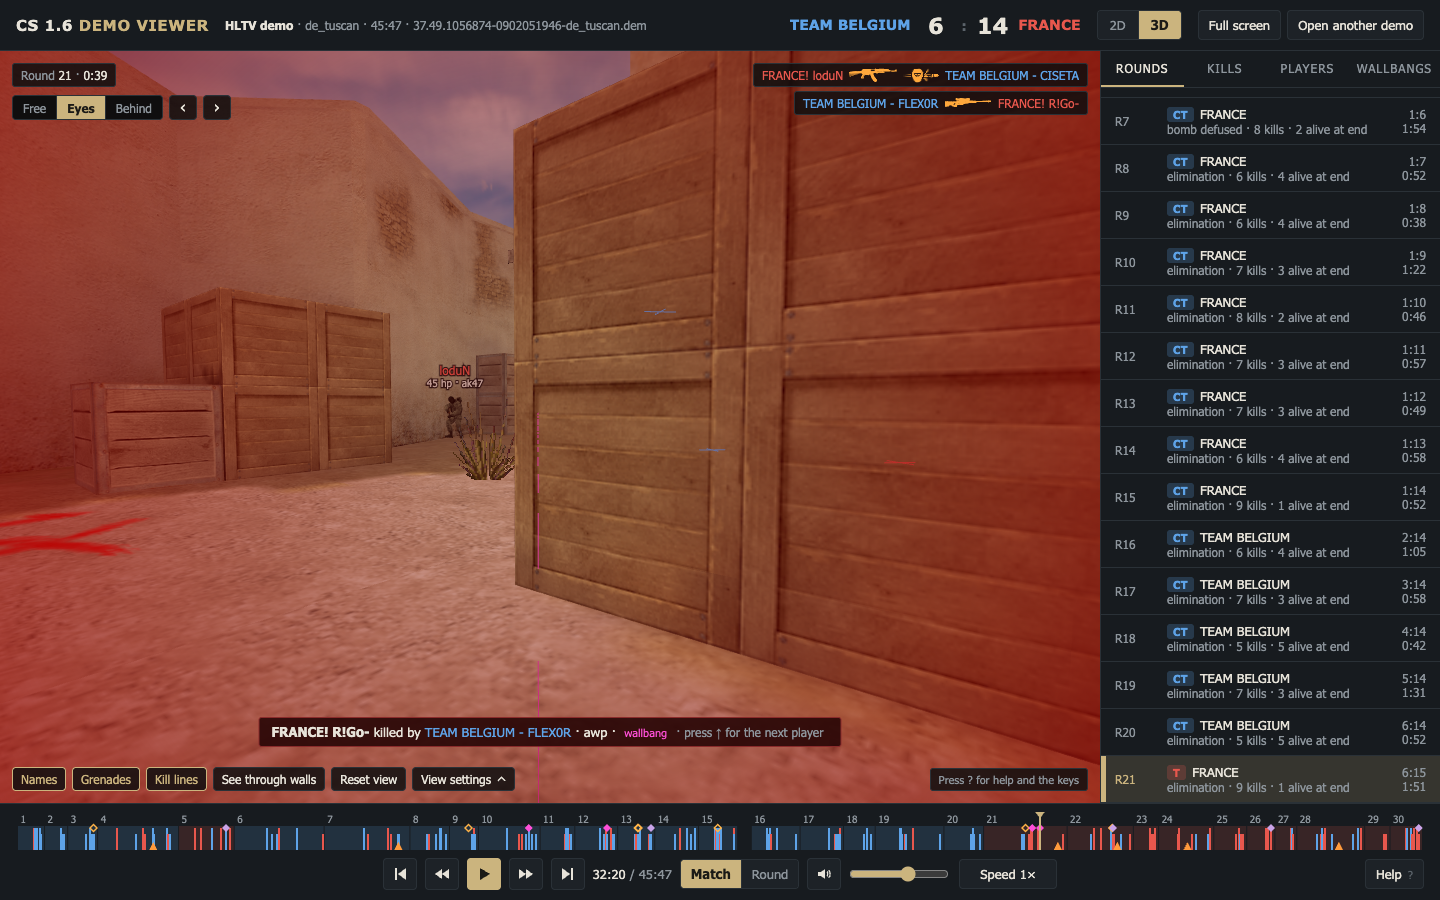 CS 1.6 DEMO VIEWER
HLTV demo · de_tuscan · 45:47 · 37.49.1056874-0902051946-de_tuscan.dem
TEAM BELGIUM 6 : 14 FRANCE
2D 3D
Full screen
Open another demo
Round 21 · 0:39
Free Eyes Behind < >
FRANCE! loduN TEAM BELGIUM - CISETA
TEAM BELGIUM - FLEX0R FRANCE! R!Go-
loduN
45 hp · ak47
FRANCE! R!Go- killed by TEAM BELGIUM - FLEX0R · awp · wallbang · press ↑ for the next player
Names Grenades Kill lines See through walls Reset view View settings
Press ? for help and the keys
ROUNDS KILLS PLAYERS WALLBANGS
R7 CT FRANCE 1:6
bomb defused · 8 kills · 2 alive at end 1:54
R8 CT FRANCE 1:7
elimination · 6 kills · 4 alive at end 0:52
R9 CT FRANCE 1:8
elimination · 6 kills · 4 alive at end 0:38
R10 CT FRANCE 1:9
elimination · 7 kills · 3 alive at end 1:22
R11 CT FRANCE 1:10
elimination · 8 kills · 2 alive at end 0:46
R12 CT FRANCE 1:11
elimination · 7 kills · 3 alive at end 0:57
R13 CT FRANCE 1:12
elimination · 7 kills · 3 alive at end 0:49
R14 CT FRANCE 1:13
elimination · 6 kills · 4 alive at end 0:58
R15 CT FRANCE 1:14
elimination · 9 kills · 1 alive at end 0:52
R16 CT TEAM BELGIUM 2:14
elimination · 6 kills · 4 alive at end 1:05
R17 CT TEAM BELGIUM 3:14
elimination · 7 kills · 3 alive at end 0:58
R18 CT TEAM BELGIUM 4:14
elimination · 5 kills · 5 alive at end 0:42
R19 CT TEAM BELGIUM 5:14
elimination · 7 kills · 3 alive at end 1:31
R20 CT TEAM BELGIUM 6:14
elimination · 5 kills · 5 alive at end 0:52
R21 T FRANCE 6:15
elimination · 9 kills · 1 alive at end 1:51
1 2 3 4 5 6 7 8 9 10 11 12 13 14 15 16 17 18 19 20 21 22 23 24 25 26 27 28 29 30
32:20 / 45:47
Match Round
Speed 1×
Help ?